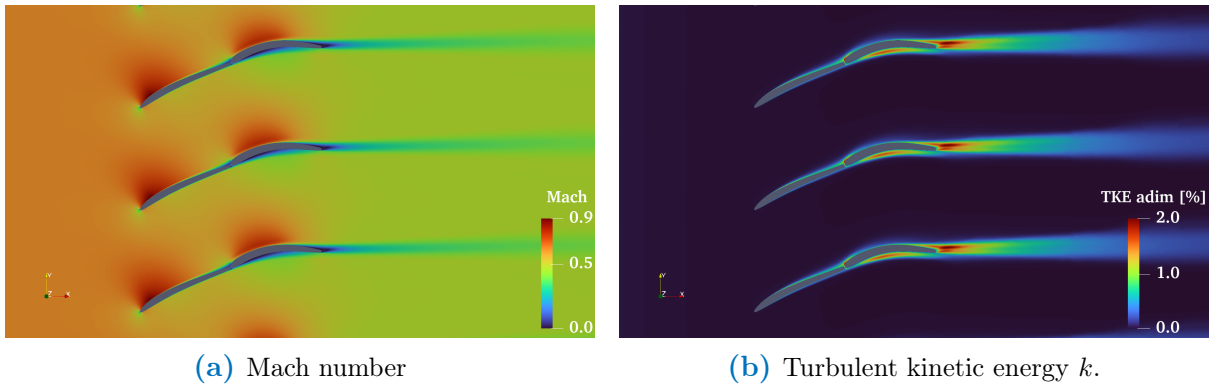 Mach
0.9
0.5
0.0
Y
Z X
TKE adim [%]
2.0
1.0
0.0
Y
Z X
(a) Mach number
(b) Turbulent kinetic energy k.